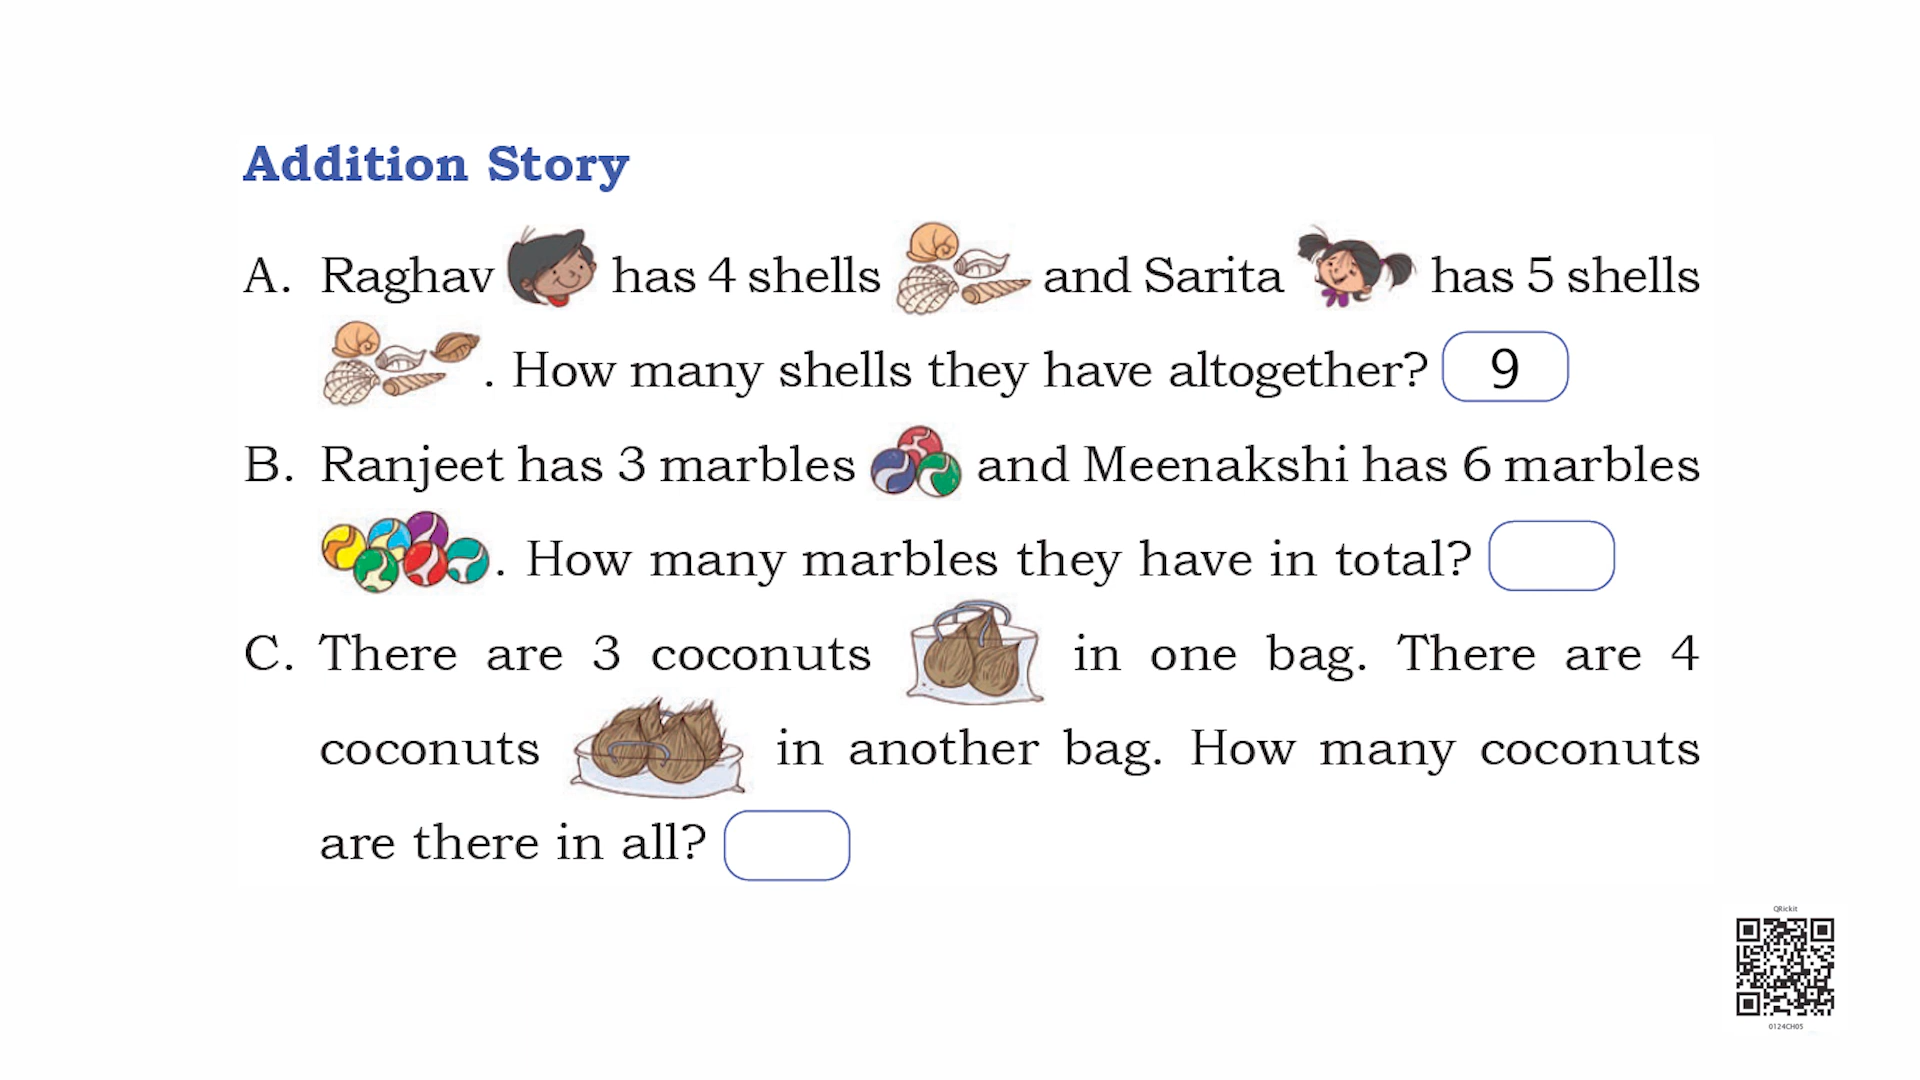 Addition Story
A. Raghav has 4 shells and Sarita has 5 shells
. How many shells they have altogether? 9
B. Ranjeet has 3 marbles and Meenakshi has 6 marbles
. How many marbles they have in total?
C. There are 3 coconuts in one bag. There are 4
coconuts in another bag. How many coconuts
are there in all?
QRickit
0124CH05